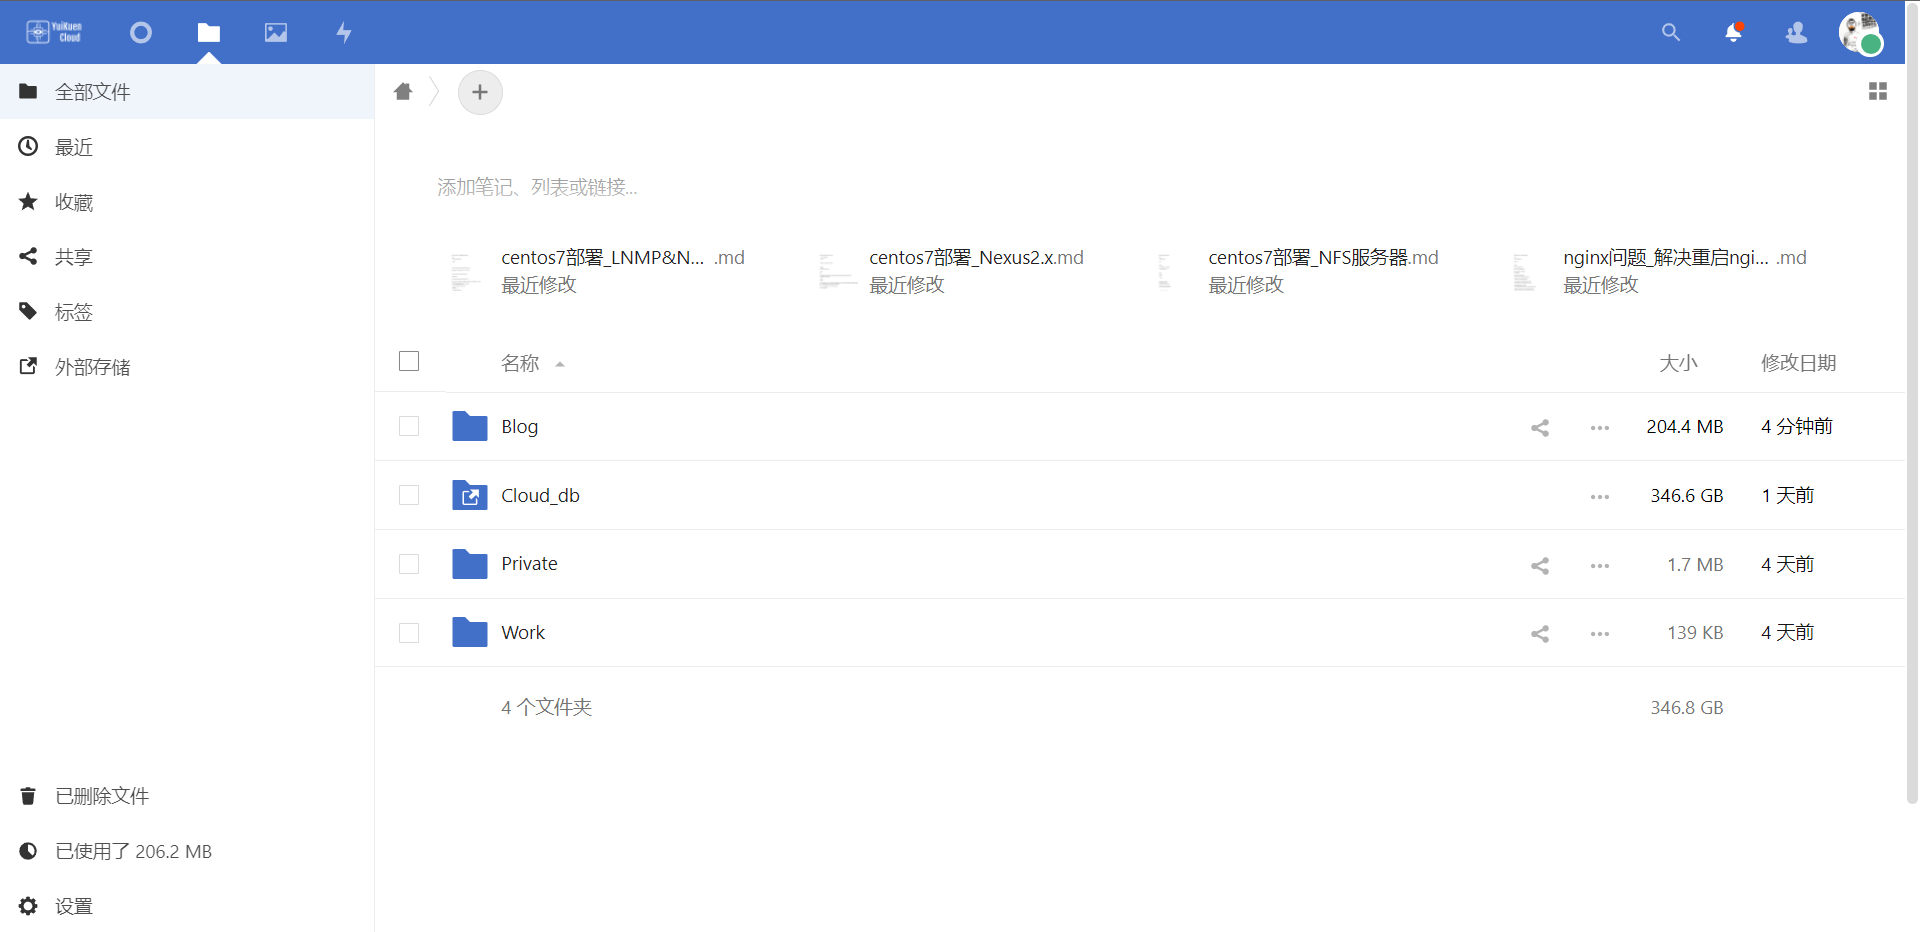 YuiKuen
Cloud
全部文件
最近
收藏
共享
标签
外部存储
已删除文件
已使用了 206.2 MB
设置
添加笔记、列表或链接...
centos7部署_LNMP&N... .md
最近修改
centos7部署_Nexus2.x.md
最近修改
centos7部署_NFS服务器.md
最近修改
nginx问题_解决重启ngi... .md
最近修改
名称 大小 修改日期
Blog 204.4 MB 4 分钟前
Cloud_db 346.6 GB 1 天前
Private 1.7 MB 4 天前
Work 139 KB 4 天前
4 个文件夹 346.8 GB